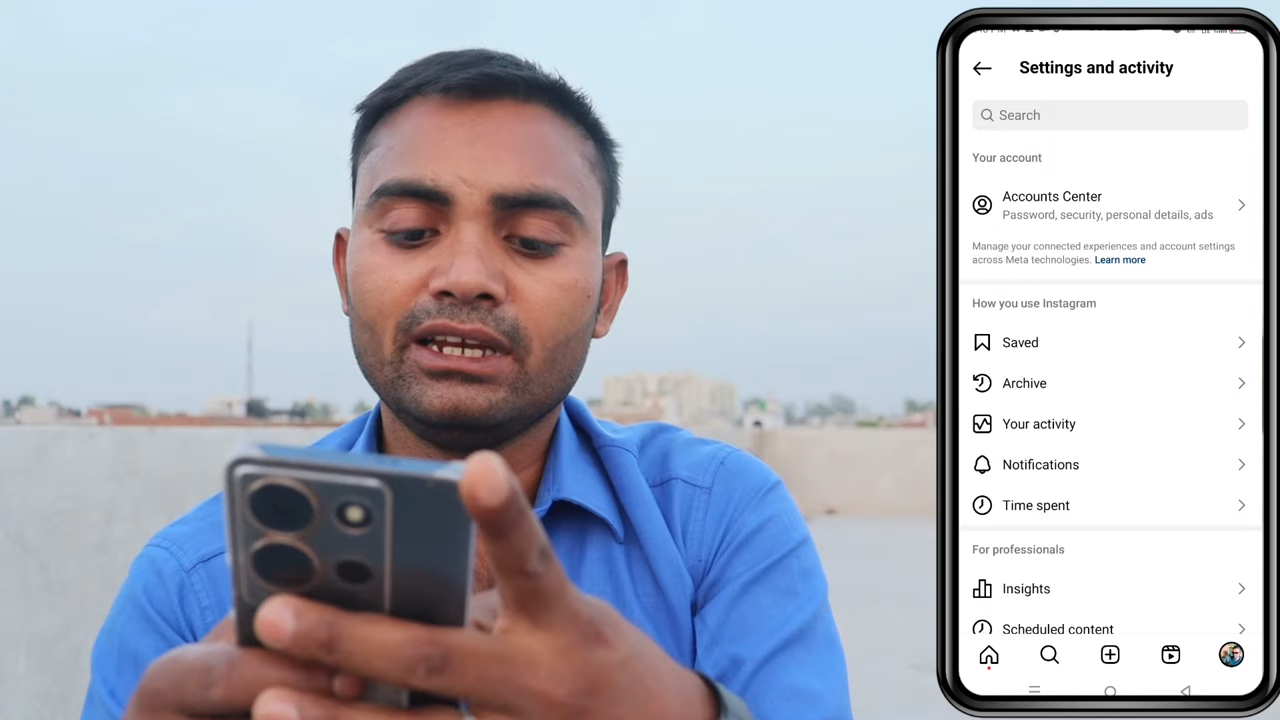 Settings and activity
Search
Your account
Accounts Center
Password, security, personal details, ads
Manage your connected experiences and account settings
across Meta technologies. Learn more
How you use Instagram
Saved
Archive
Your activity
Notifications
Time spent
For professionals
Insights
Scheduled content